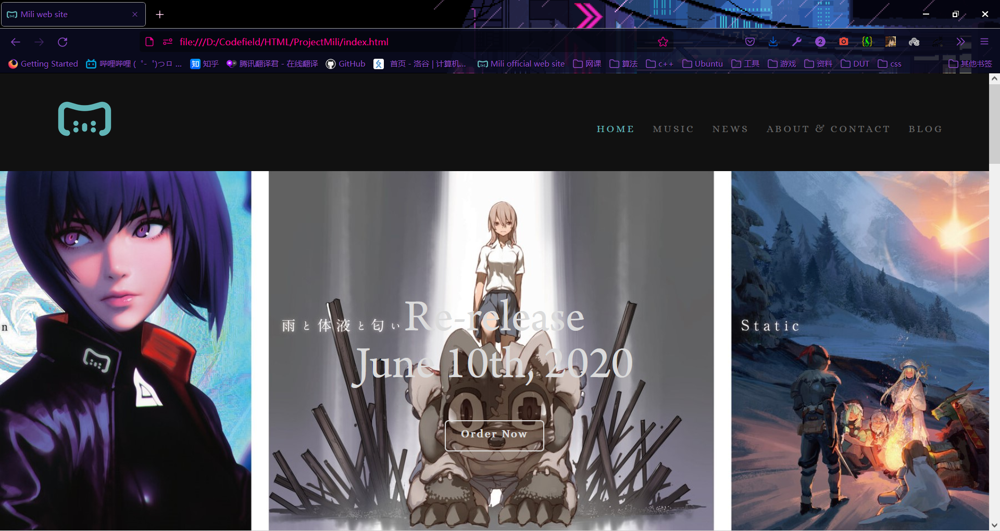 Mili web site
file:///D:/Codefield/HTML/ProjectMili/index.html
2
Getting Started
哔哩哔哩 ( ゜- ゜)つロ ...
知 知乎
腾讯翻译君 - 在线翻译
GitHub
首页 - 洛谷 | 计算机...
Mili official web site
网课
算法
c++
Ubuntu
工具
游戏
资料
DUT
css
其他书签
HOME MUSIC NEWS ABOUT & CONTACT BLOG
n
雨と体液と匂い
Re-release
June 10th, 2020
Order Now
Static